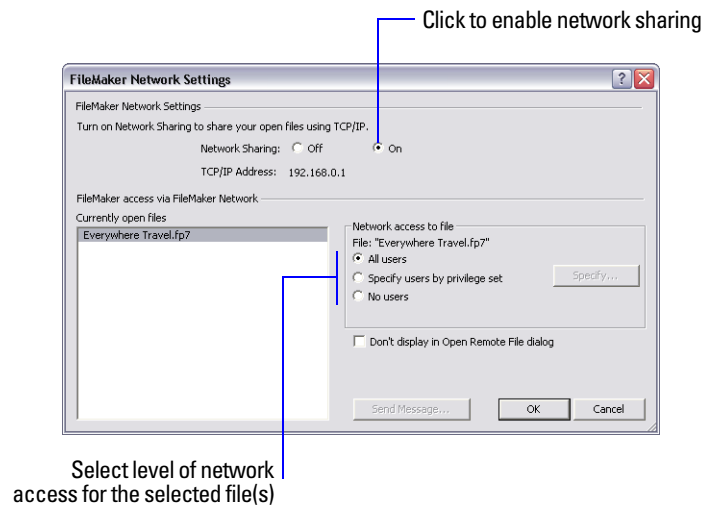 Click to enable network sharing
FileMaker Network Settings
FileMaker Network Settings
Turn on Network Sharing to share your open files using TCP/IP.
Network Sharing: Off On
TCP/IP Address: 192.168.0.1
FileMaker access via FileMaker Network
Currently open files
Everywhere Travel.fp7
Network access to file
File: "Everywhere Travel.fp7"
All users
Specify users by privilege set
Specify...
No users
Don't display in Open Remote File dialog
Send Message...
OK
Cancel
Select level of network
access for the selected file(s)